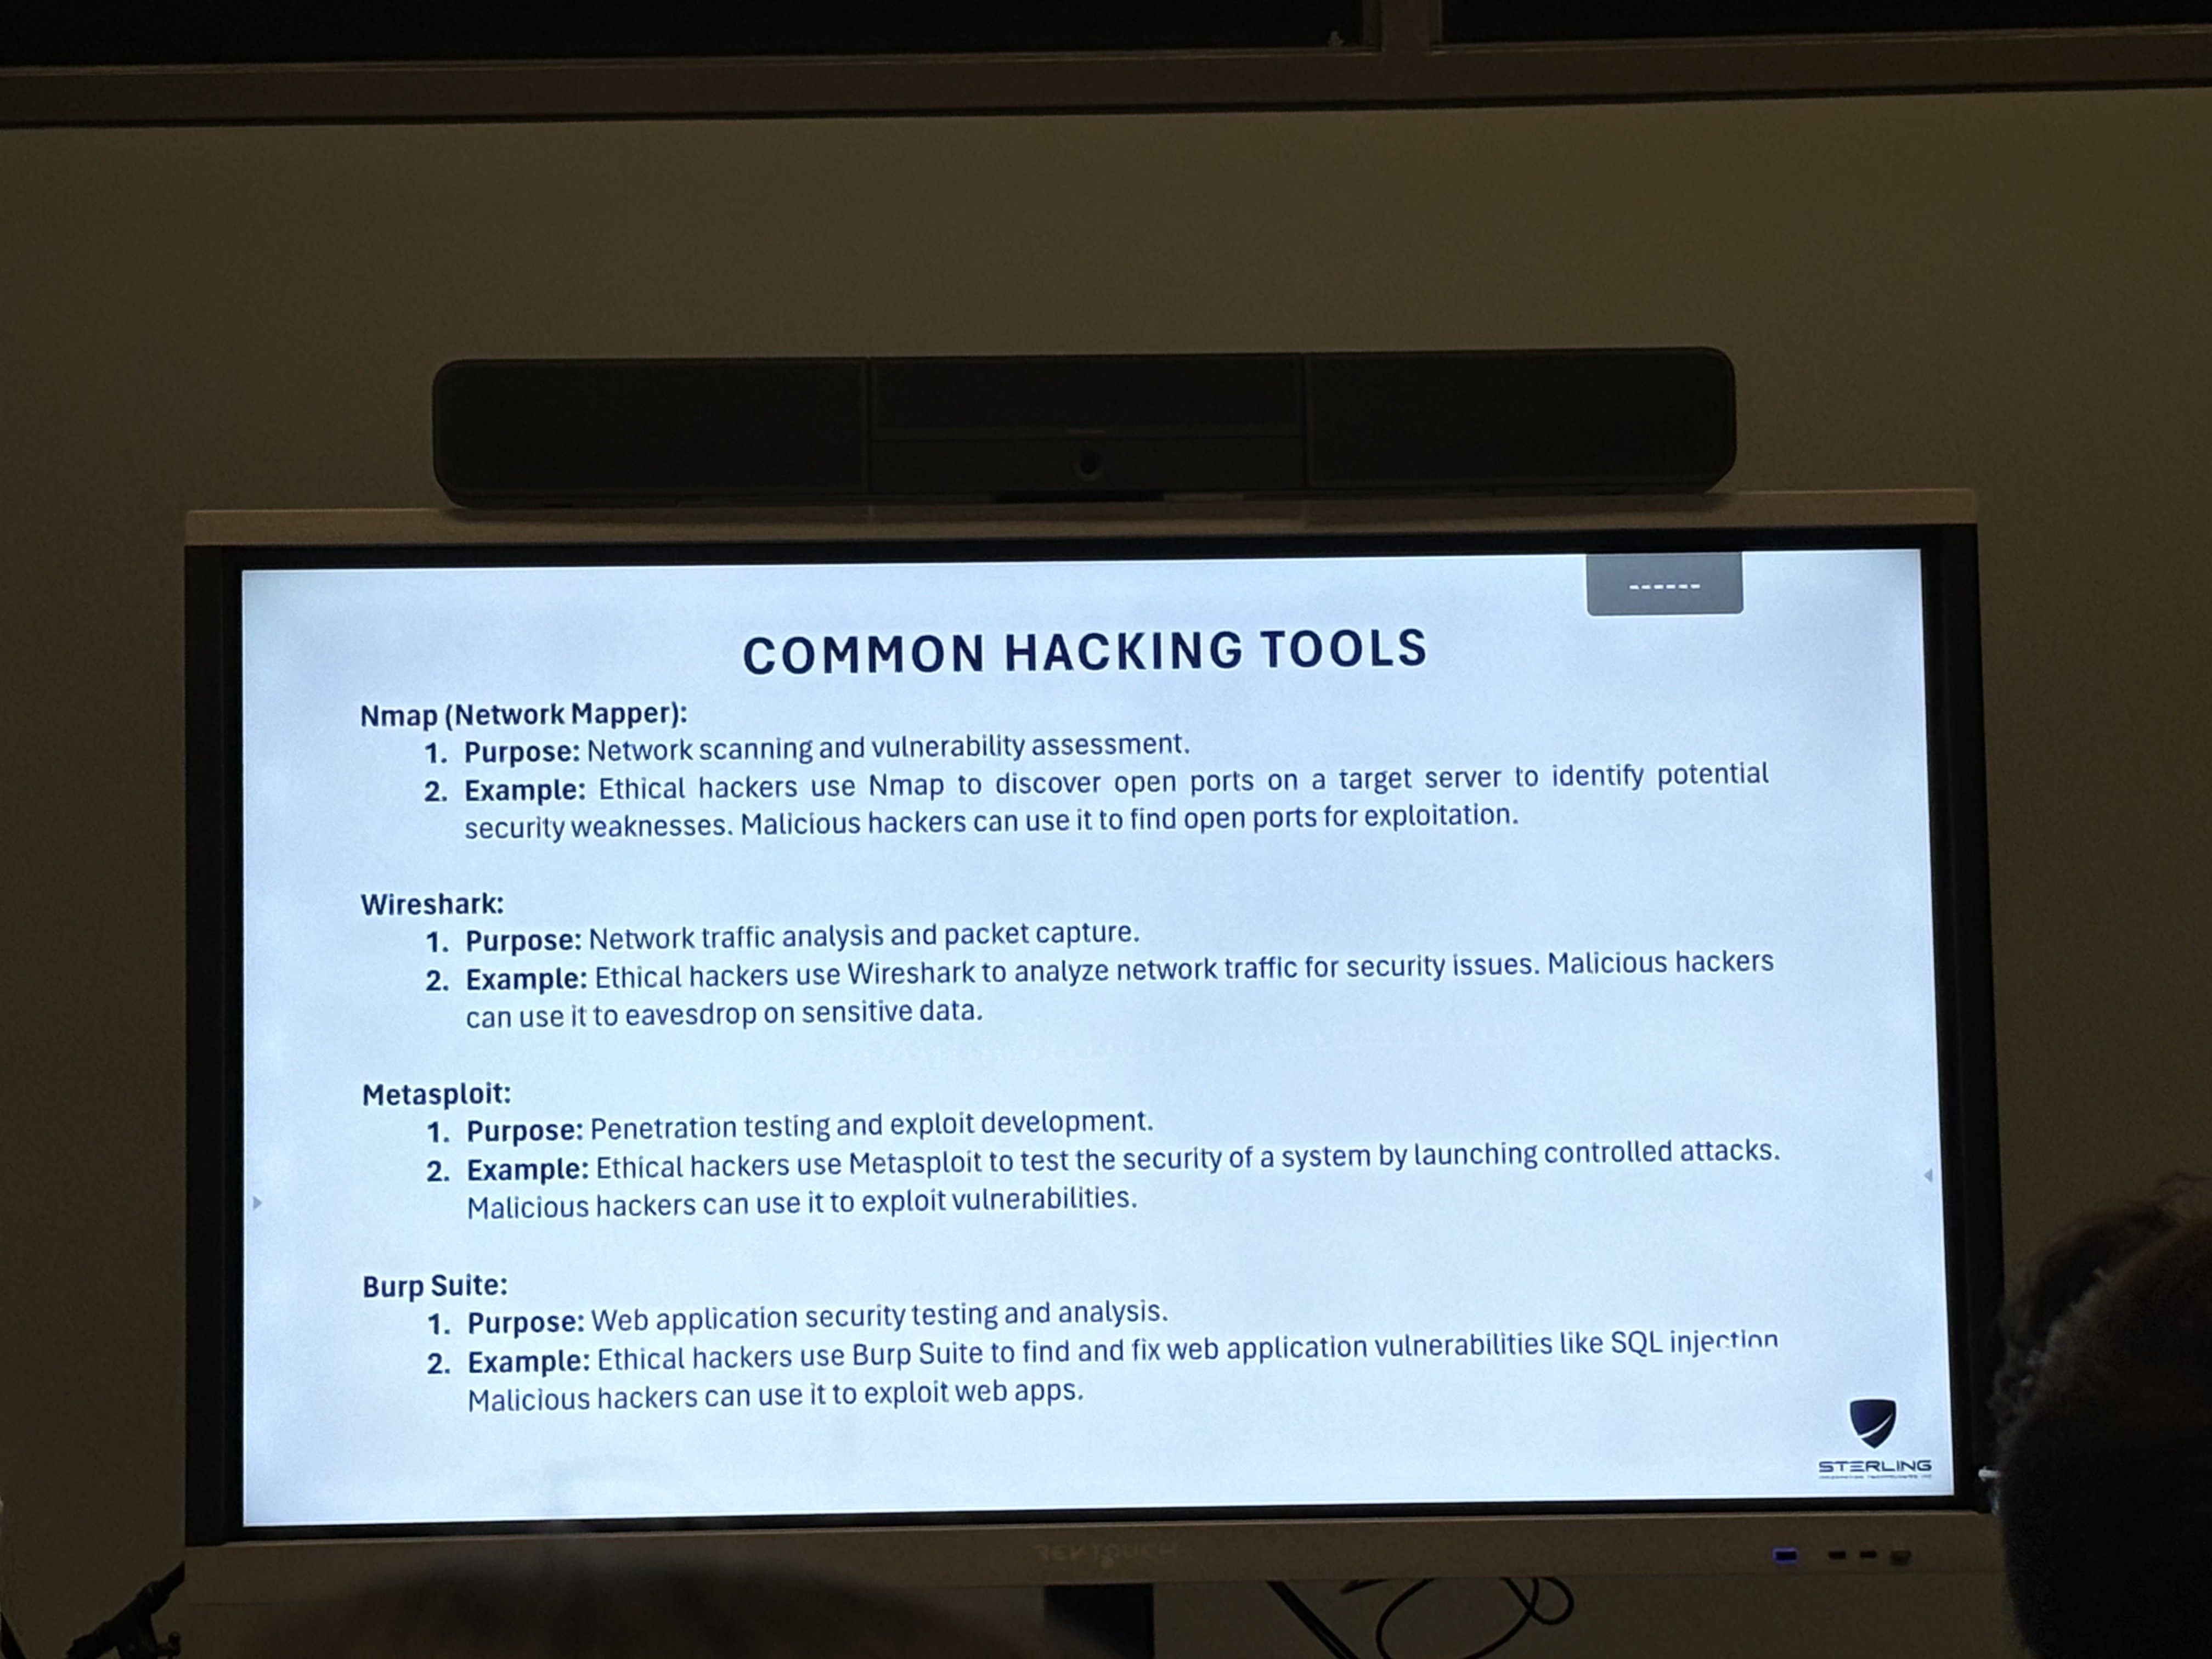 ------
COMMON HACKING TOOLS
Nmap (Network Mapper):
1. Purpose: Network scanning and vulnerability assessment.
2. Example: Ethical hackers use Nmap to discover open ports on a target server to identify potential
security weaknesses. Malicious hackers can use it to find open ports for exploitation.
Wireshark:
1. Purpose: Network traffic analysis and packet capture.
2. Example: Ethical hackers use Wireshark to analyze network traffic for security issues. Malicious hackers
can use it to eavesdrop on sensitive data.
Metasploit:
1. Purpose: Penetration testing and exploit development.
2. Example: Ethical hackers use Metasploit to test the security of a system by launching controlled attacks.
Malicious hackers can use it to exploit vulnerabilities.
Burp Suite:
1. Purpose: Web application security testing and analysis.
2. Example: Ethical hackers use Burp Suite to find and fix web application vulnerabilities like SQL injection
Malicious hackers can use it to exploit web apps.
STERLING